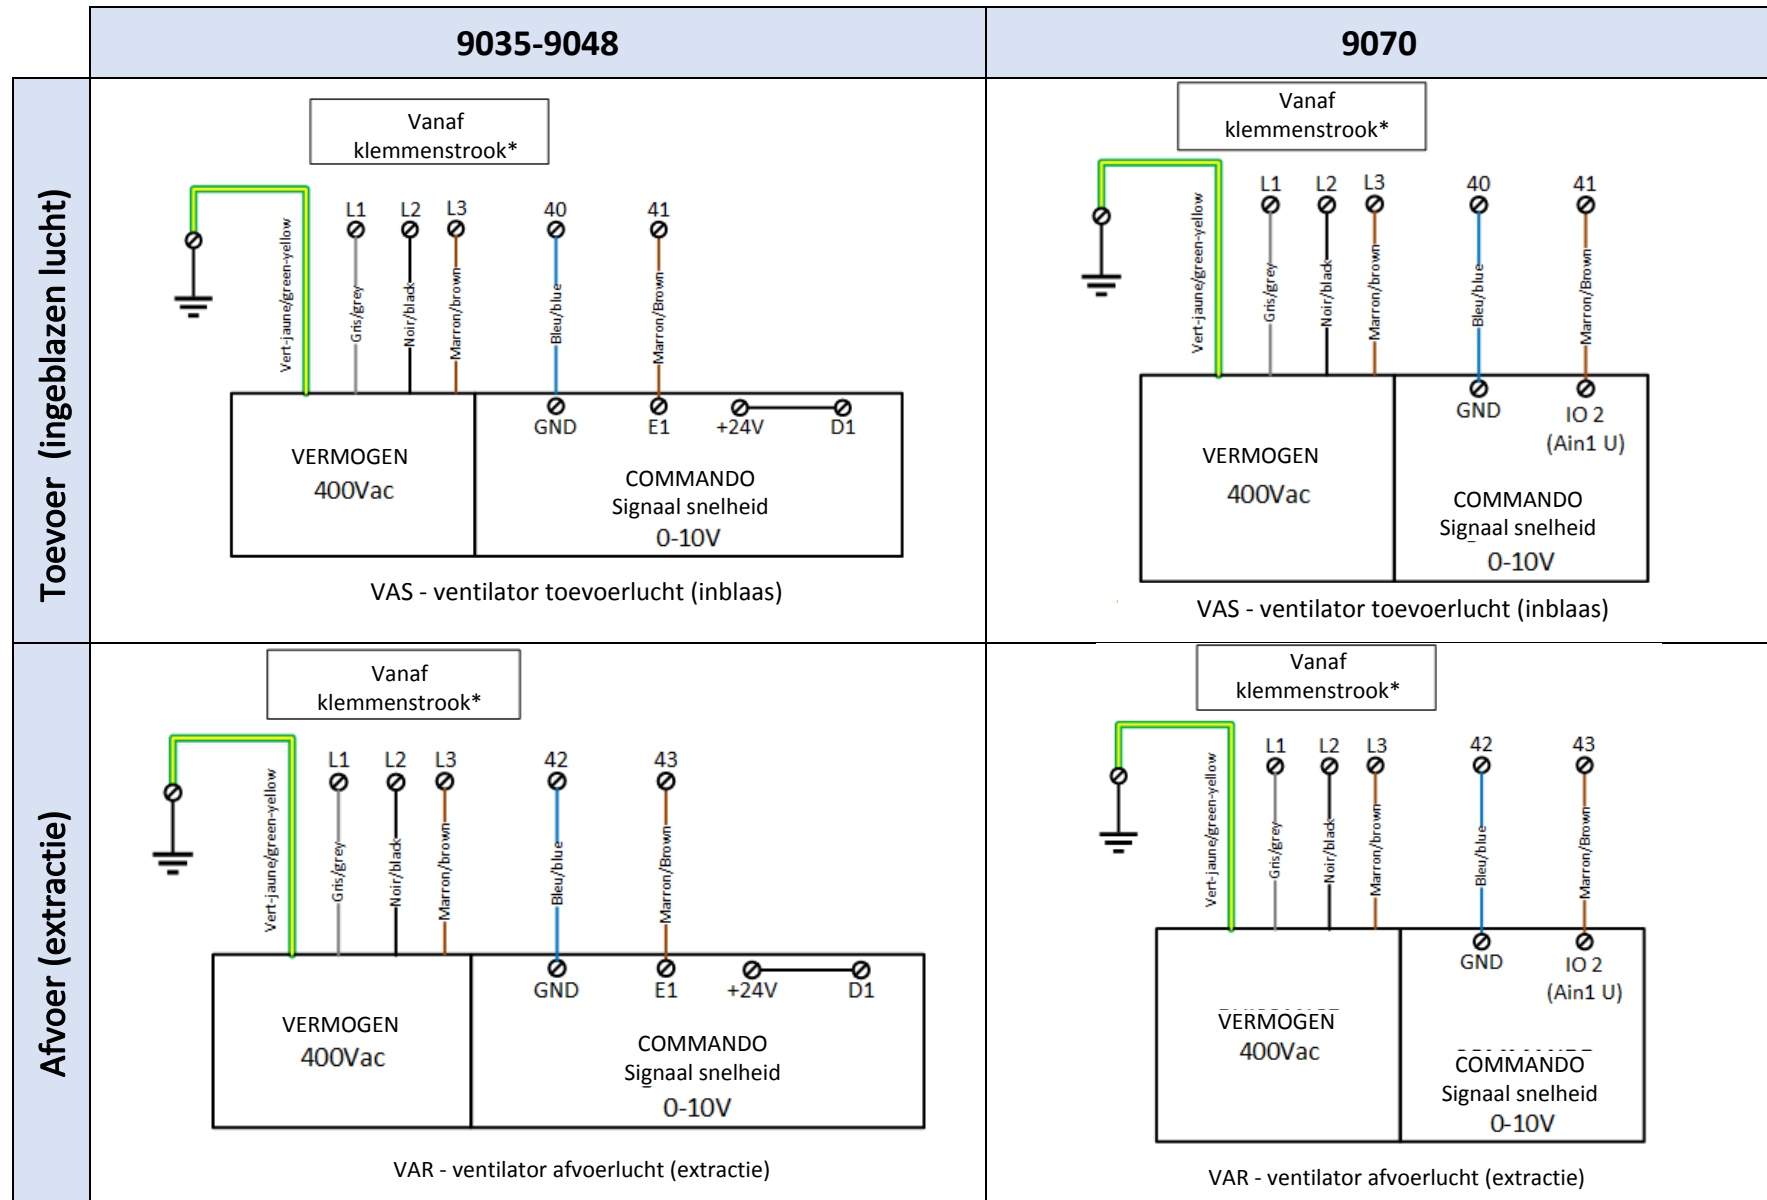 9035-9048
9070
Toevoer (ingeblazen lucht)
Vanaf
klemmenstrook*
L1
L2
L3
40
41
Vert-jaune/green-yellow
Gris/grey
Noir/black
Marron/brown
Bleu/blue
Marron/Brown
GND
E1
+24V
D1
VERMOGEN
400Vac
COMMANDO
Signaal snelheid
0-10V
VAS - ventilator toevoerlucht (inblaas)
Vanaf
klemmenstrook*
L1
L2
L3
40
41
Vert-jaune/green-yellow
Gris/grey
Noir/black
Marron/brown
Bleu/blue
Marron/Brown
GND
IO 2
(Ain1 U)
VERMOGEN
400Vac
COMMANDO
Signaal snelheid
0-10V
VAS - ventilator toevoerlucht (inblaas)
Afvoer (extractie)
Vanaf
klemmenstrook*
L1
L2
L3
42
43
Vert-jaune/green-yellow
Gris/grey
Noir/black
Marron/brown
Bleu/blue
Marron/Brown
GND
E1
+24V
D1
VERMOGEN
400Vac
COMMANDO
Signaal snelheid
0-10V
VAR - ventilator afvoerlucht (extractie)
Vanaf
klemmenstrook*
L1
L2
L3
42
43
Vert-jaune/green-yellow
Gris/grey
Noir/black
Marron/brown
Bleu/blue
Marron/Brown
GND
IO 2
(Ain1 U)
VERMOGEN
400Vac
COMMANDO
Signaal snelheid
0-10V
VAR - ventilator afvoerlucht (extractie)